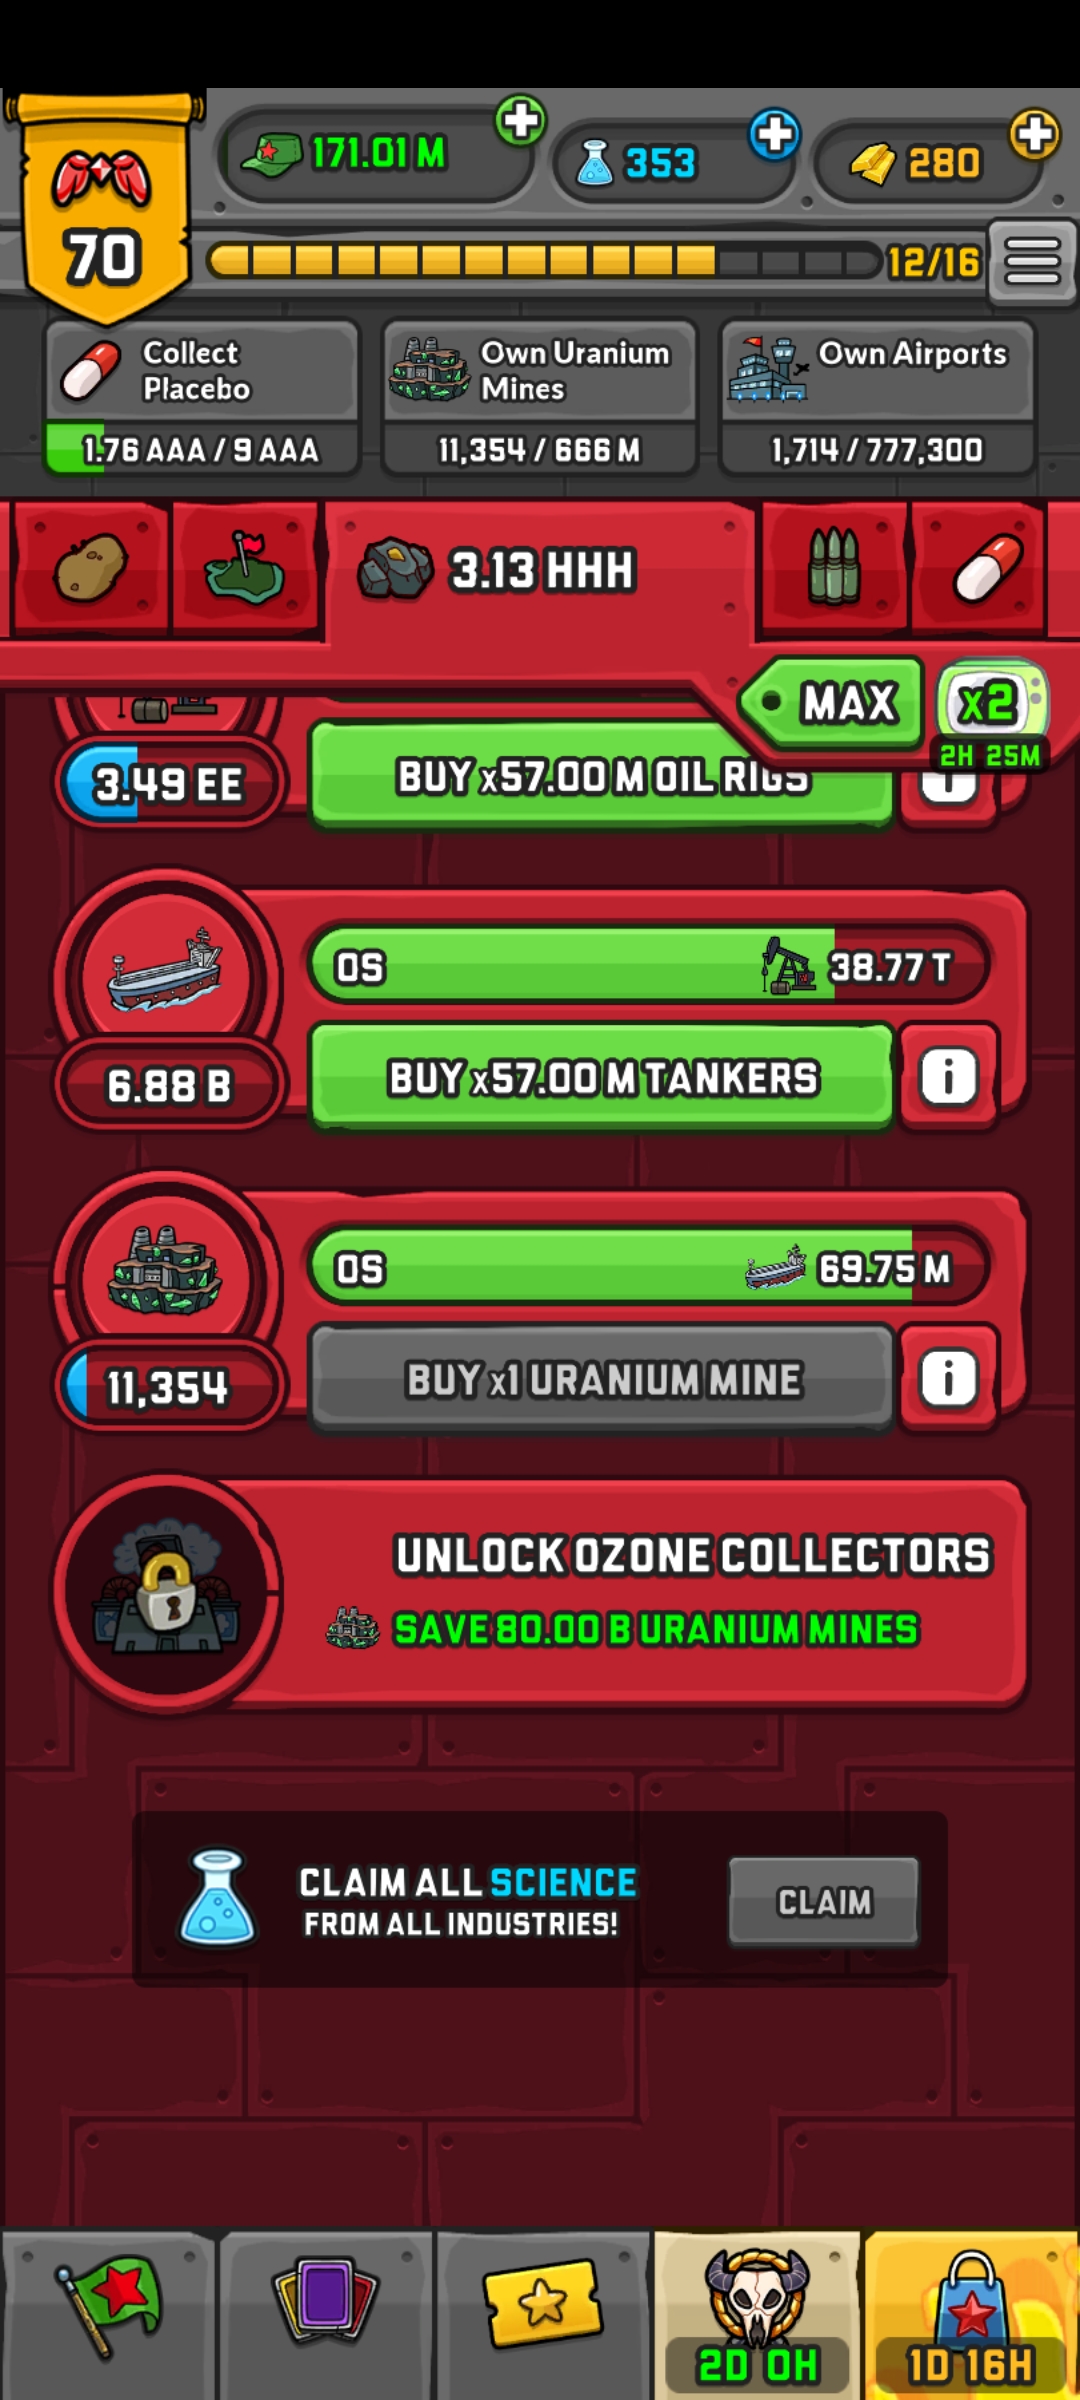 171.01 M
353
280
70
12/16
Collect
Placebo
1.76 AAA / 9 AAA
Own Uranium
Mines
11,354 / 666 M
Own Airports
1,714 / 777,300
3.13 HHH
MAX
x2
2H 25M
3.49 EE
BUY x57.00 M OIL RIGS
0S
38.77 T
6.88 B
BUY x57.00 M TANKERS
i
0S
69.75 M
11,354
BUY x1 URANIUM MINE
i
UNLOCK OZONE COLLECTORS
SAVE 80.00 B URANIUM MINES
CLAIM ALL SCIENCE
FROM ALL INDUSTRIES!
CLAIM
2D 0H
1D 16H